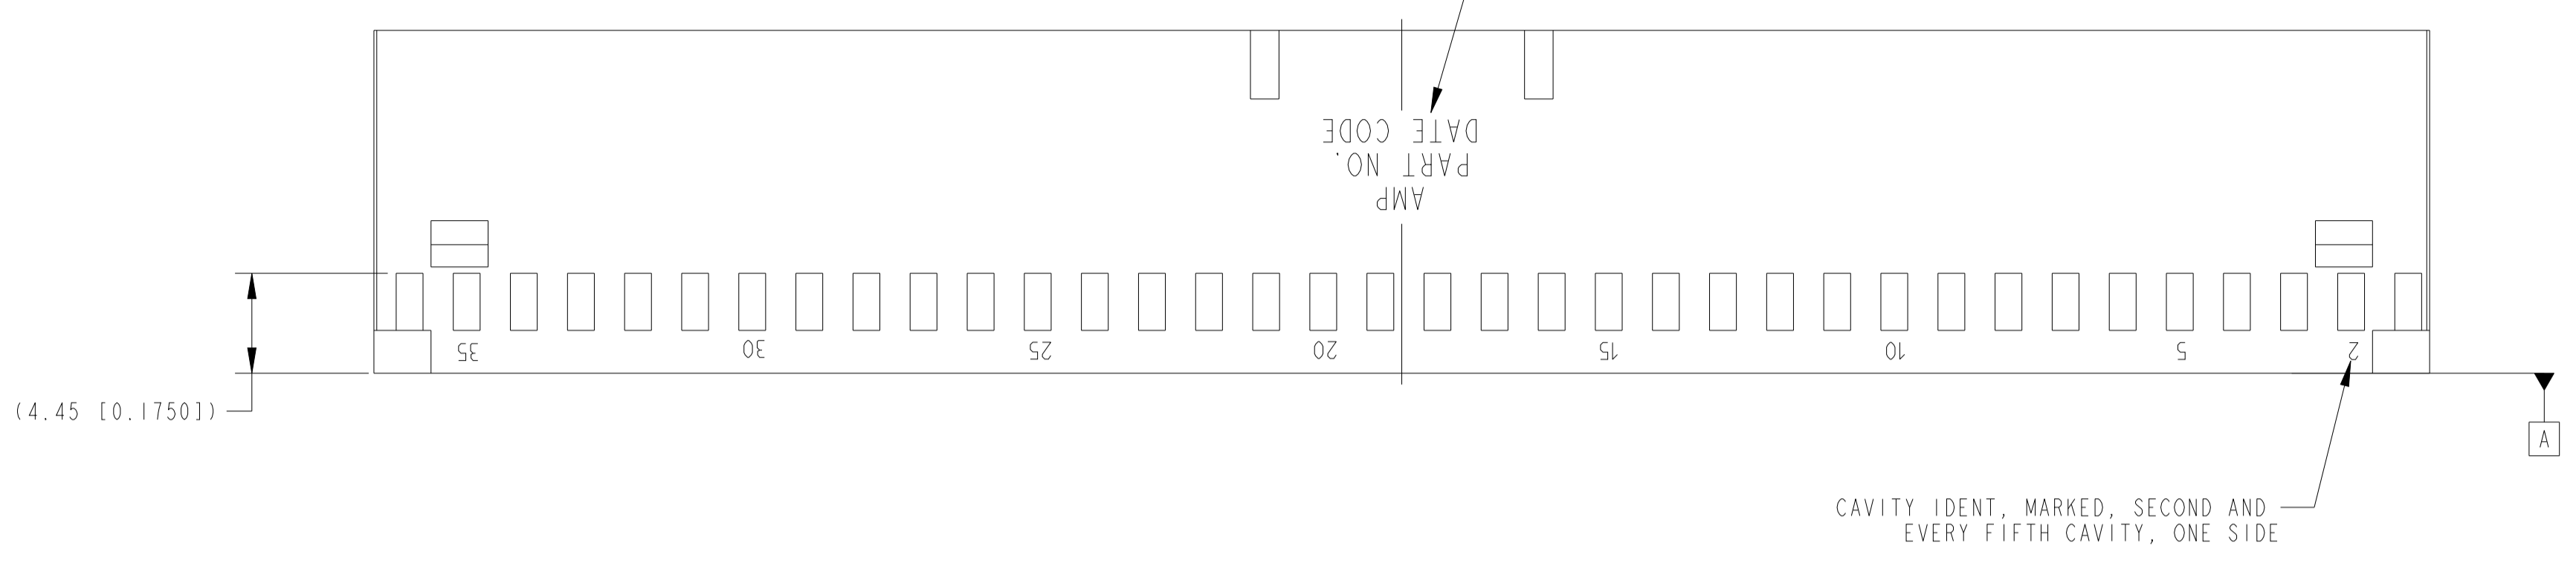 AMP
PART NO.
DATE CODE
35 30 25 20 15 10 5 2
(4.45 [0.1750])
A
CAVITY IDENT, MARKED, SECOND AND
EVERY FIFTH CAVITY, ONE SIDE